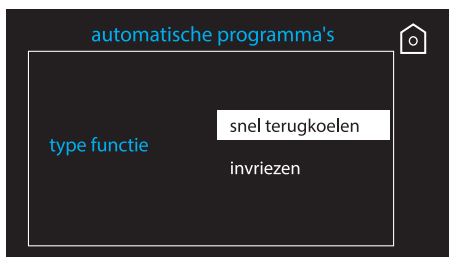 automatische programma's
snel terugkoelen
type functie
invriezen